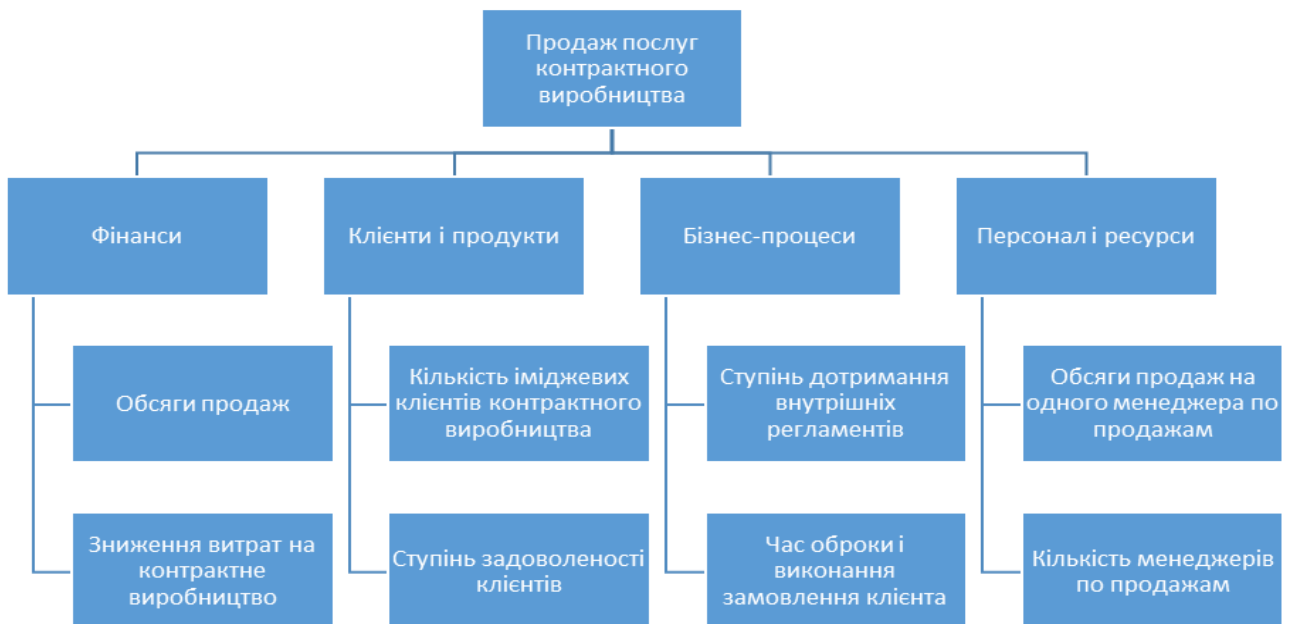 Продаж послуг
контрактного
виробництва
Фінанси
Клієнти і продукти
Бізнес-процеси
Персонал і ресурси
Обсяги продаж
Кількість іміджевих
клієнтів контрактного
виробництва
Ступінь дотримання
внутрішніх
регламентів
Обсяги продаж на
одного менеджера по
продажам
Зниження витрат на
контрактне
виробництво
Ступінь задоволеності
клієнтів
Час оброки і
виконання
замовлення клієнта
Кількість менеджерів
по продажам